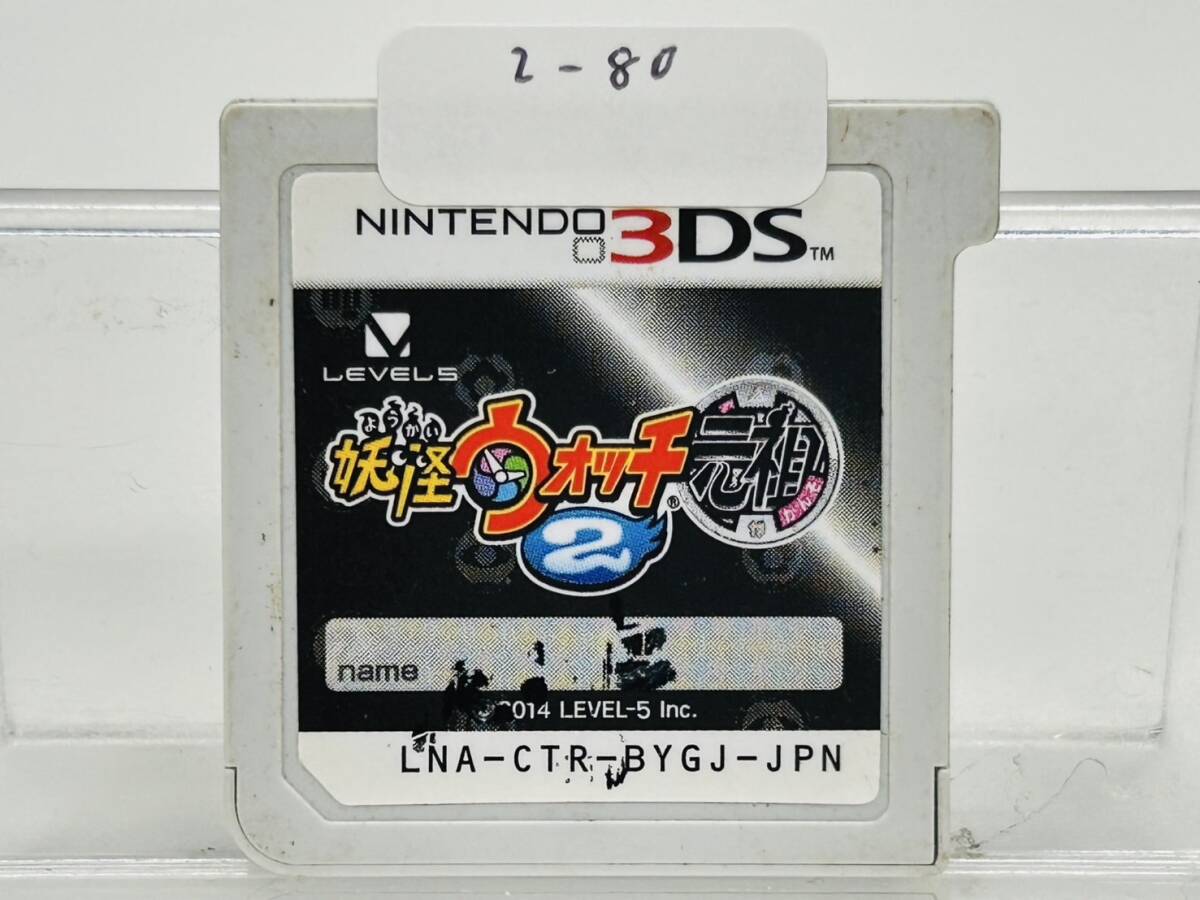 2-80
NINTENDO 3DS™
LEVEL5
ようかい
妖怪ウォッチ®
2
元祖
がんそ
name
2014 LEVEL-5 Inc.
LNA-CTR-BYGJ-JPN